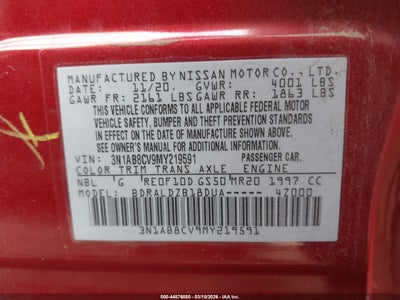 MANUFACTURED BY NISSAN MOTOR CO., LTD.
DATE: 11/20. GVWR: 4001 LBS
GAWR FR: 2161 LBS GAWR RR: 1863 LBS
THIS VEHICLE CONFORMS TO ALL APPLICABLE FEDERAL MOTOR
VEHICLE SAFETY, BUMPER AND THEFT PREVENTION STANDARDS
IN EFFECT ON THE DATE OF MANUFACTURE SHOWN ABOVE.
SEE OWNER'S MANUAL FOR ADDITIONAL INFORMATION.
VIN: 3N1AB8CV9MY219591 PASSENGER CAR.
COLOR TRIM TRANS AXLE ENGINE
NBL G RE0F10D GS50 MR20 1997 CC
MODEL: BDRALDZB18DUA----- 4Z000
3N1AB8CV9MY219591
000-44576880 - 03/10/2026 - IAA